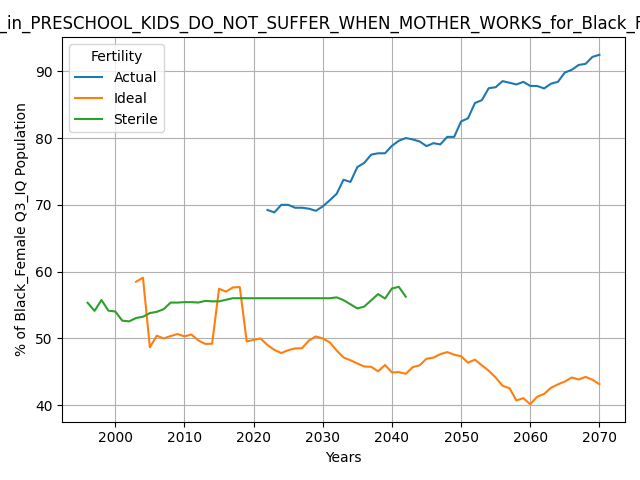 _in_PRESCHOOL_KIDS_DO_NOT_SUFFER_WHEN_MOTHER_WORKS_for_Black_F
Fertility
Actual
Ideal
Sterile
% of Black_Female Q3_IQ Population
90
80
70
60
50
40
2000
2010
2020
2030
2040
2050
2060
2070
Years